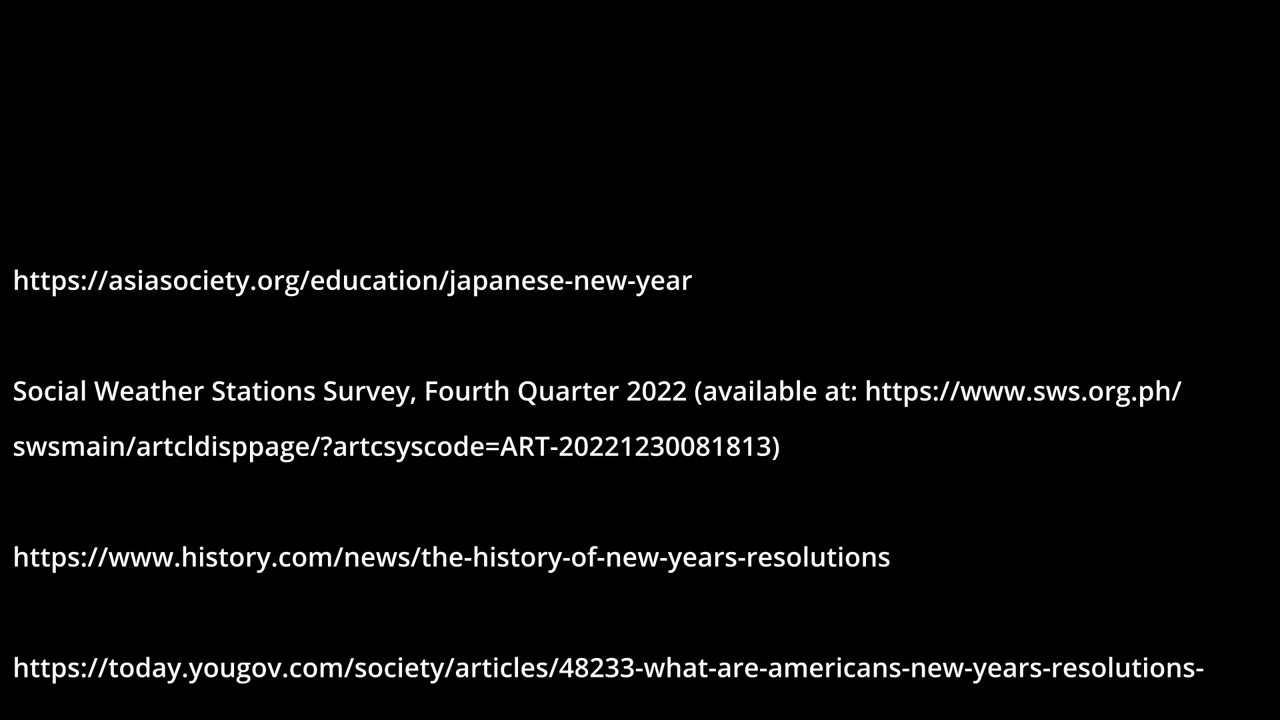 https://asiasociety.org/education/japanese-new-year
Social Weather Stations Survey, Fourth Quarter 2022 (available at: https://www.sws.org.ph/
swsmain/artcldisppage/?artcsyscode=ART-20221230081813)
https://www.history.com/news/the-history-of-new-years-resolutions
https://today.yougov.com/society/articles/48233-what-are-americans-new-years-resolutions-